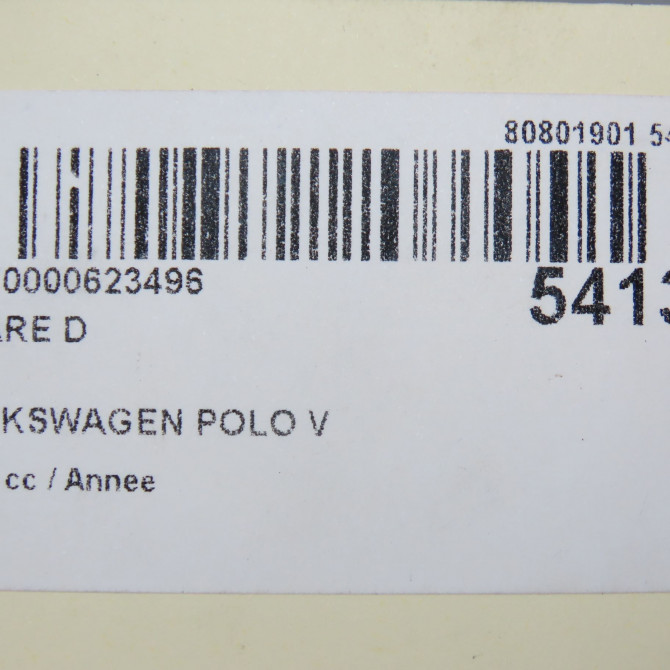 80801901 54
0000623496
5413
ARE D
KSWAGEN POLO V
cc / Annee